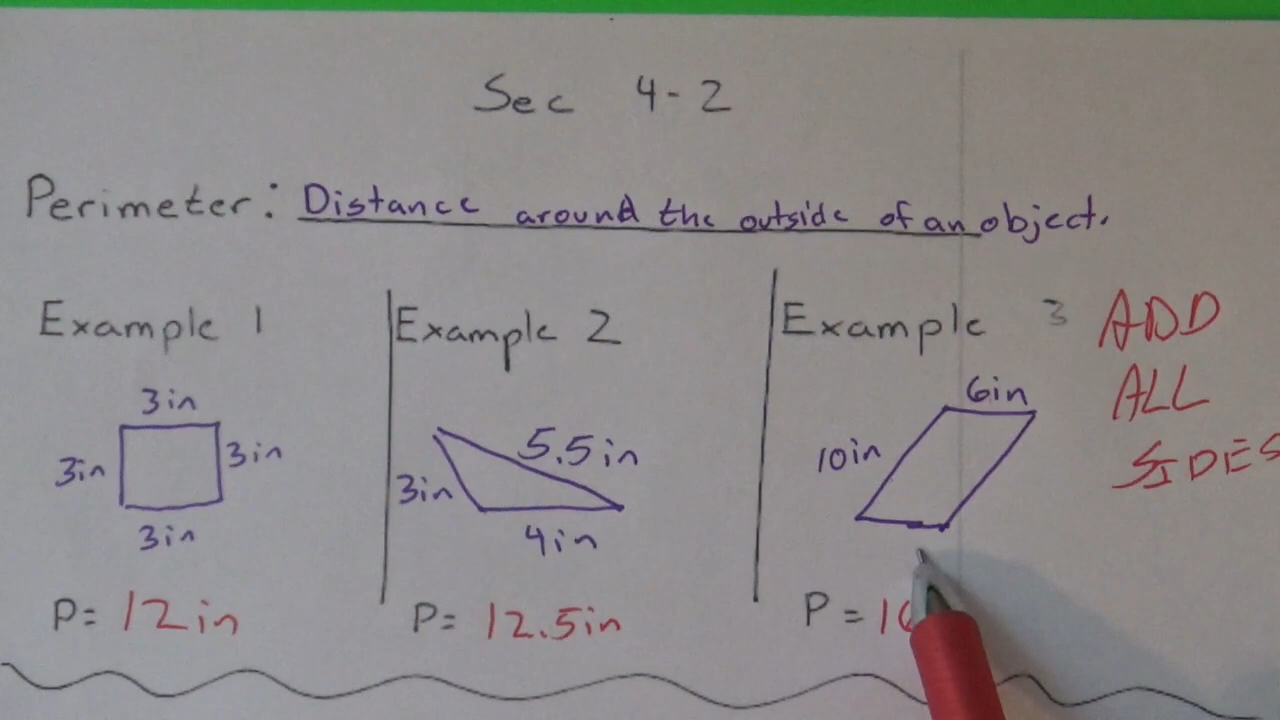 Sec 4-2
Perimeter: Distance around the outside of an object.
Example 1
3in
3in
3in
3in
P= 12in
Example 2
5.5in
3in
4in
P= 12.5in
Example 3
6in
10in
P =
ADD
ALL
SIDES